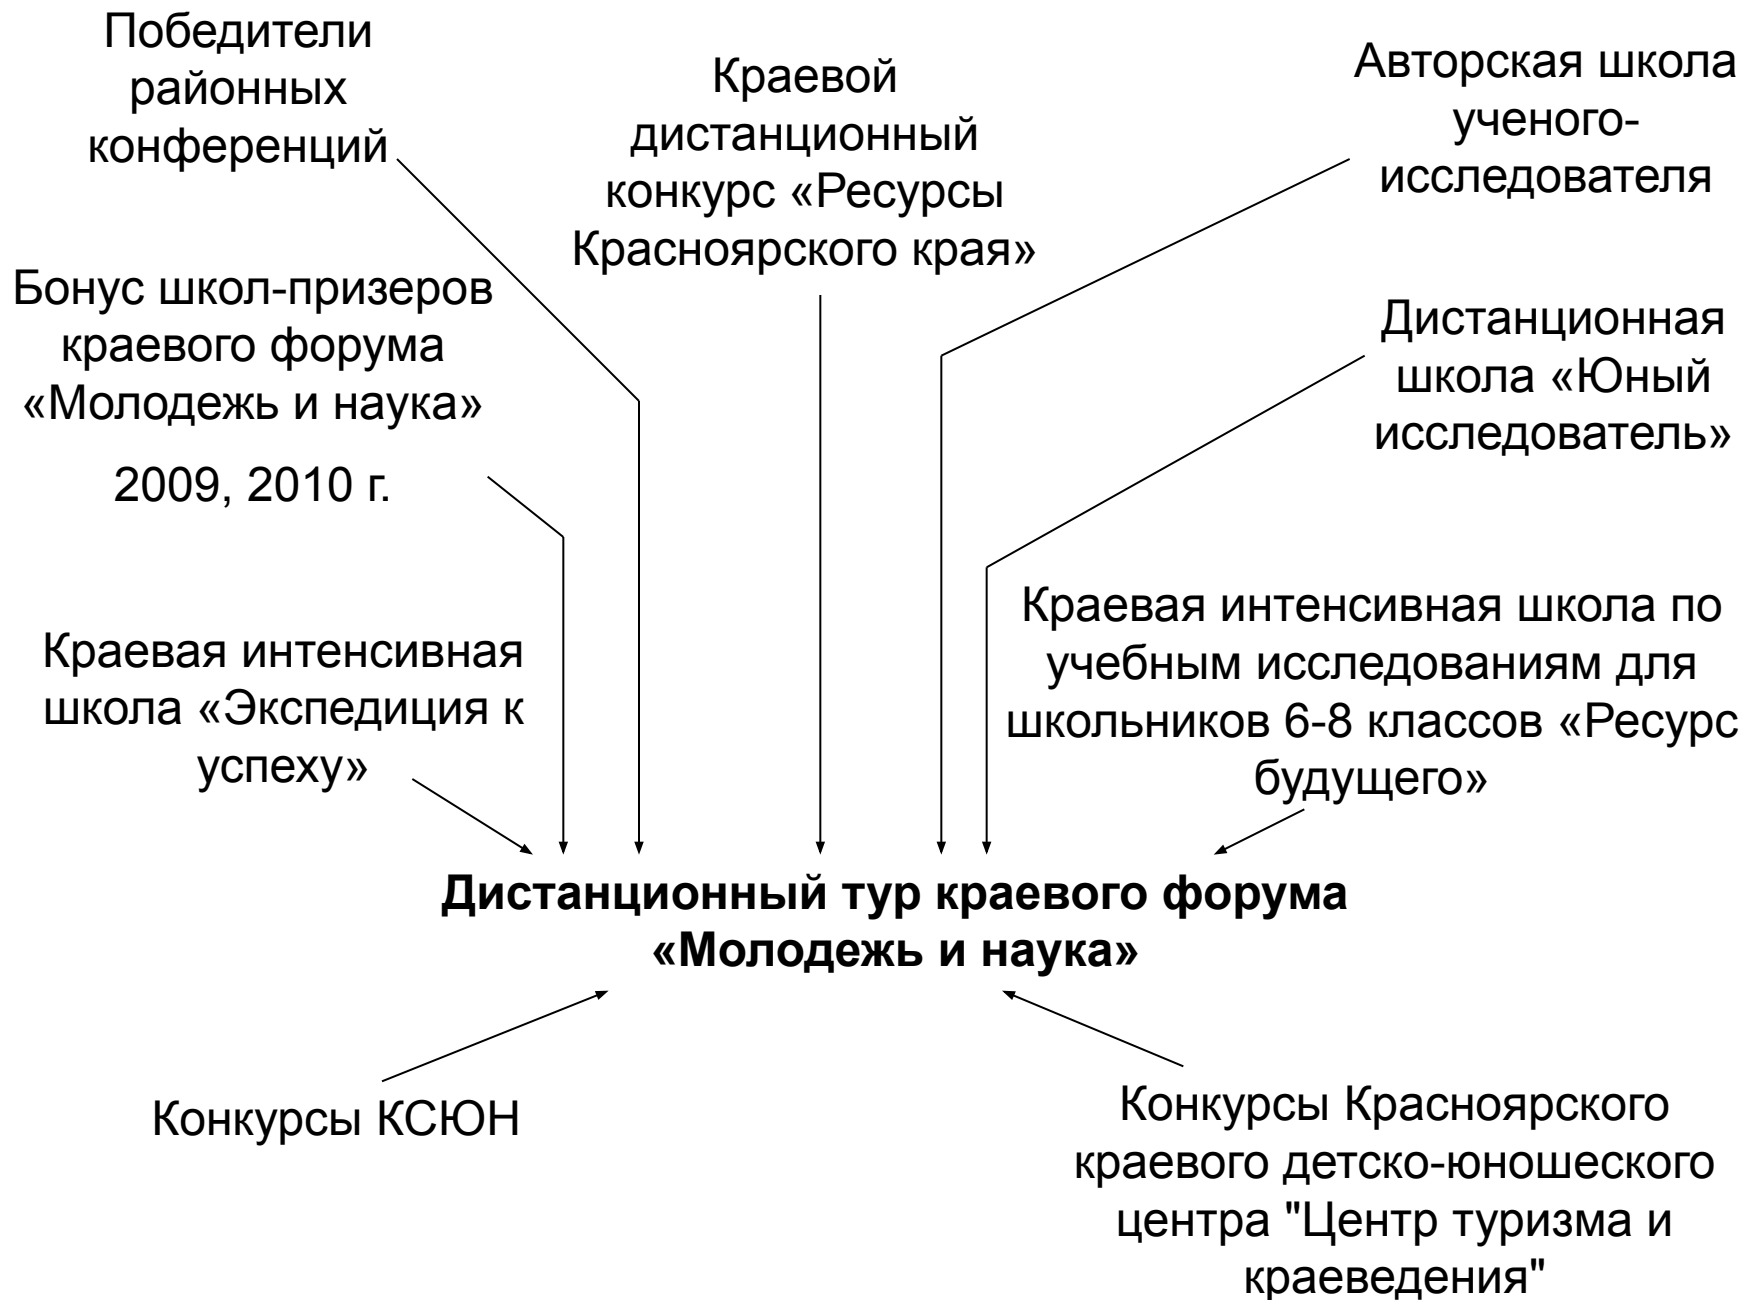 Победители
районных
конференций
Краевой
дистанционный
конкурс «Ресурсы
Красноярского края»
Авторская школа
ученого-
исследователя
Бонус школ-призеров
краевого форума
«Молодежь и наука»
2009, 2010 г.
Дистанционная
школа «Юный
исследователь»
Краевая интенсивная
школа «Экспедиция к
успеху»
Краевая интенсивная школа по
учебным исследованиям для
школьников 6-8 классов «Ресурс
будущего»
Дистанционный тур краевого форума
«Молодежь и наука»
Конкурсы КСЮН
Конкурсы Красноярского
краевого детско-юношеского
центра "Центр туризма и
краеведения"